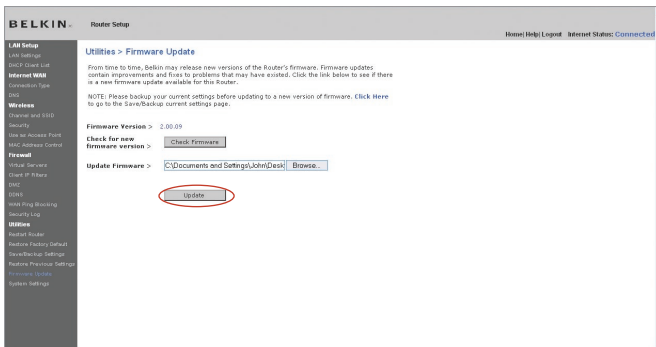 BELKIN
Router Setup
Home|Help|Logout Internet Status: Connected
LAN Setup
LAN Settings
DHCP Client List
Internet WAN
Connection Type
DNS
Wireless
Channel and SSID
Security
Use as Access Point
MAC Address Control
Firewall
Virtual Servers
Client IP Filters
DMZ
DDNS
WAN Ping Blocking
Security Log
Utilities
Restart Router
Restore Factory Default
Save/Backup Settings
Restore Previous Settings
Firmware Update
System Settings
Utilities > Firmware Update
From time to time, Belkin may release new versions of the Router's firmware. Firmware updates
contain improvements and fixes to problems that may have existed. Click the link below to see if there
is a new firmware update available for this Router.
NOTE: Please backup your current settings before updating to a new version of firmware. Click Here
to go to the Save/Backup current settings page.
Firmware Version > 2.00.09
Check for new
firmware version >
Check Firmware
Update Firmware > C:\Documents and Settings\John\Desk Browse...
Update